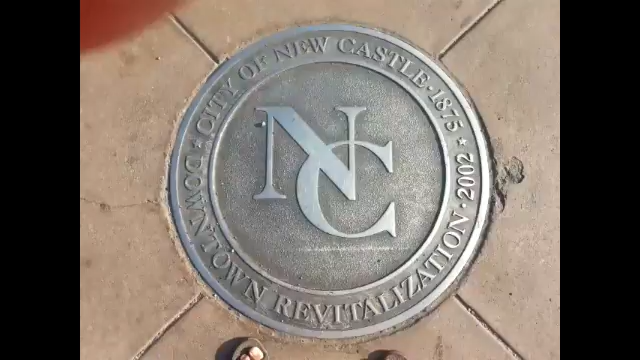 CITY OF NEW CASTLE · 1875
NC
DOWNTOWN REVITALIZATION · 2002